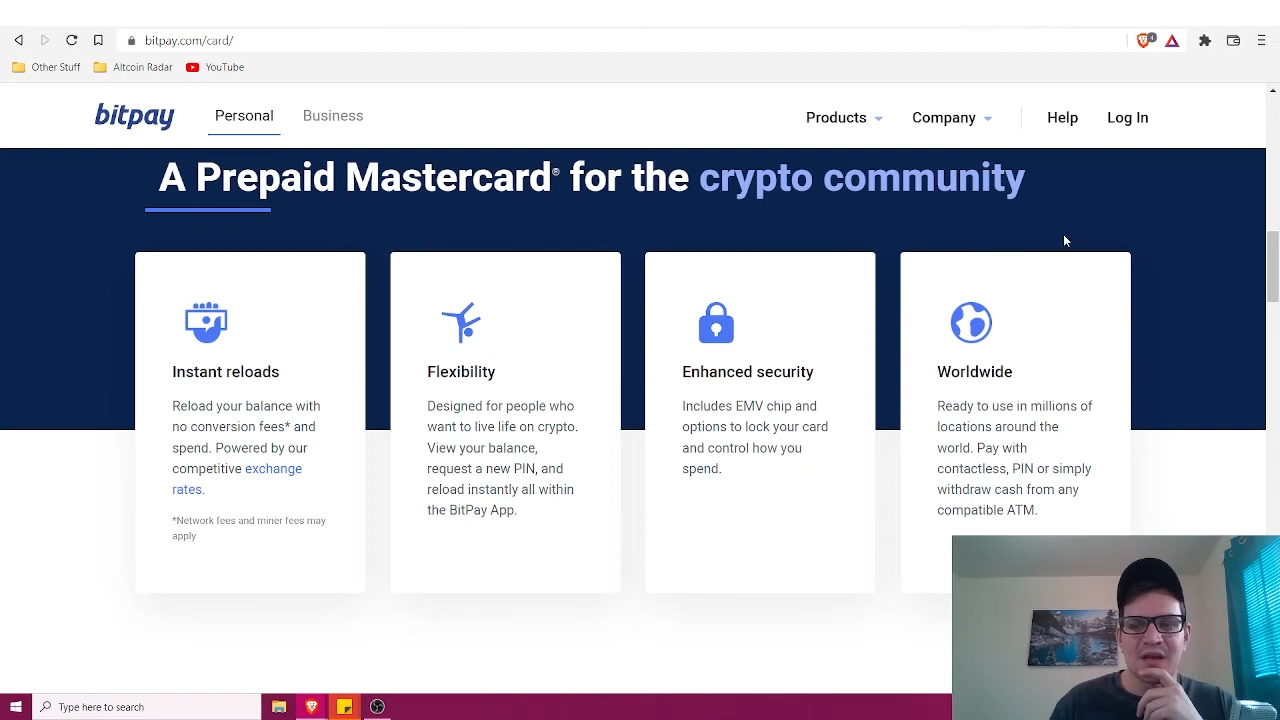 bitpay.com/card/
4
Other Stuff
Altcoin Radar
YouTube
bitpay
Personal
Business
Products
Company
Help
Log In
A Prepaid Mastercard® for the crypto community
Instant reloads
Reload your balance with
no conversion fees* and
spend. Powered by our
competitive exchange
rates.
*Network fees and miner fees may
apply
Flexibility
Designed for people who
want to live life on crypto.
View your balance,
request a new PIN, and
reload instantly all within
the BitPay App.
Enhanced security
Includes EMV chip and
options to lock your card
and control how you
spend.
Worldwide
Ready to use in millions of
locations around the
world. Pay with
contactless, PIN or simply
withdraw cash from any
compatible ATM.
Type here to search